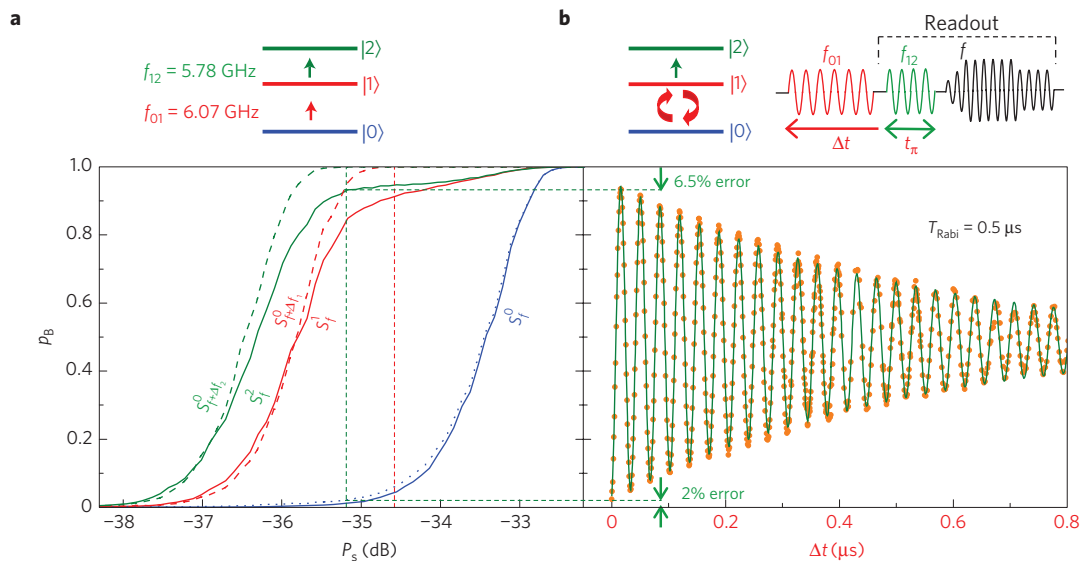 a
|2⟩
f12 = 5.78 GHz
|1⟩
f01 = 6.07 GHz
|0⟩
b
|2⟩
|1⟩
|0⟩
Readout
f01
f12
f
Δt
tπ
1.0
0.8
0.6
0.4
0.2
0
pB
S0f+Δf2
S2f
S0f+Δf1
S1f
S0f
−38
−37
−36
−35
−34
−33
Ps (dB)
6.5% error
TRabi = 0.5 μs
2% error
0
0.2
0.4
0.6
0.8
Δt (μs)